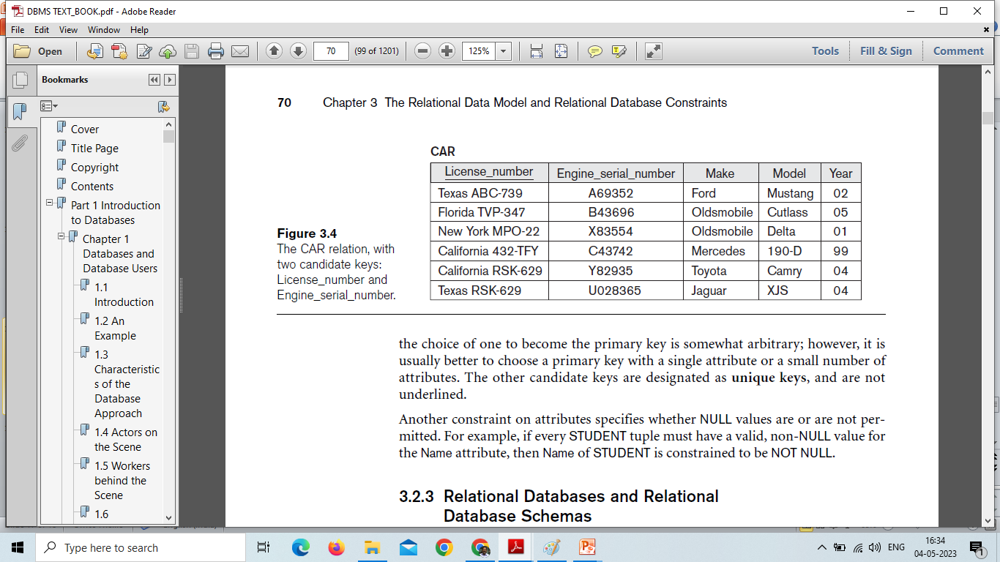 DBMS TEXT_BOOK.pdf - Adobe Reader
File Edit View Window Help
Open 70 (99 of 1201) 125% Tools Fill & Sign Comment
Bookmarks
Cover
Title Page
Copyright
Contents
Part 1 Introduction
to Databases
Chapter 1
Databases and
Database Users
1.1
Introduction
1.2 An
Example
1.3
Characteristic
s of the
Database
Approach
1.4 Actors on
the Scene
1.5 Workers
behind the
Scene
1.6
70 Chapter 3 The Relational Data Model and Relational Database Constraints
CAR
License_number Engine_serial_number Make Model Year
Texas ABC-739 A69352 Ford Mustang 02
Florida TVP-347 B43696 Oldsmobile Cutlass 05
New York MPO-22 X83554 Oldsmobile Delta 01
California 432-TFY C43742 Mercedes 190-D 99
California RSK-629 Y82935 Toyota Camry 04
Texas RSK-629 U028365 Jaguar XJS 04
Figure 3.4
The CAR relation, with
two candidate keys:
License_number and
Engine_serial_number.
the choice of one to become the primary key is somewhat arbitrary; however, it is
usually better to choose a primary key with a single attribute or a small number of
attributes. The other candidate keys are designated as unique keys, and are not
underlined.
Another constraint on attributes specifies whether NULL values are or are not per-
mitted. For example, if every STUDENT tuple must have a valid, non-NULL value for
the Name attribute, then Name of STUDENT is constrained to be NOT NULL.
3.2.3 Relational Databases and Relational
Database Schemas
Type here to search
ENG
16:34
04-05-2023
1